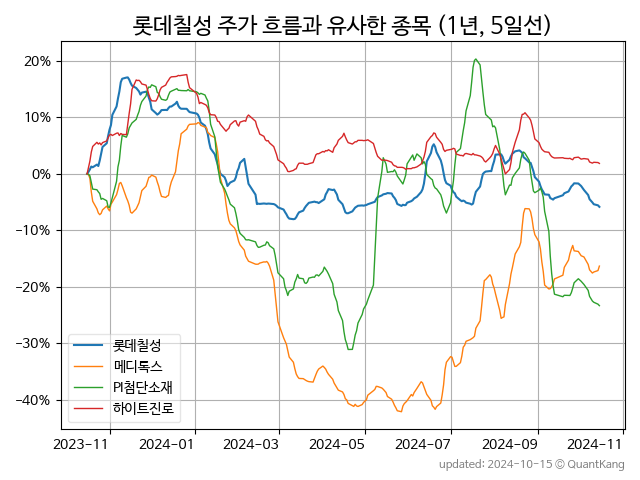 롯데칠성 주가 흐름과 유사한 종목 (1년, 5일선)
20%
10%
0%
−10%
−20%
−30%
−40%
롯데칠성
메디톡스
PI첨단소재
하이트진로
2023-11
2024-01
2024-03
2024-05
2024-07
2024-09
2024-11
updated: 2024-10-15 © QuantKang